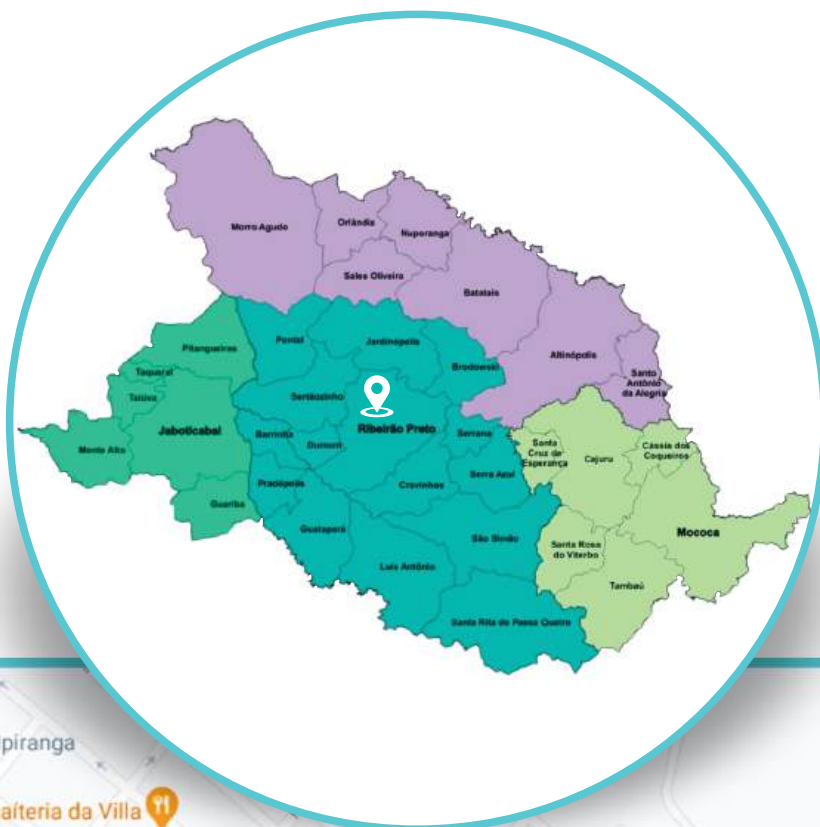 Morro Agudo
Orlândia
Nuporanga
Sales Oliveira
Batatais
Altinópolis
Santo
Antônio
da Alegria
Pitangueiras
Taquaral
Taiúva
Jaboticabal
Monte Alto
Guariba
Pontal
Jardinópolis
Brodowski
Sertãozinho
Ribeirão Preto
Barrinha
Dumont
Serrana
Pradópolis
Cravinhos
Serra Azul
Guatapará
São Simão
Luís Antônio
Santa Rita do Passa Quatro
Santa
Cruz da
Esperança
Cajuru
Cássia dos
Coqueiros
Mococa
Santa Rosa
do Viterbo
Tambaú
piranga
aíteria da Villa